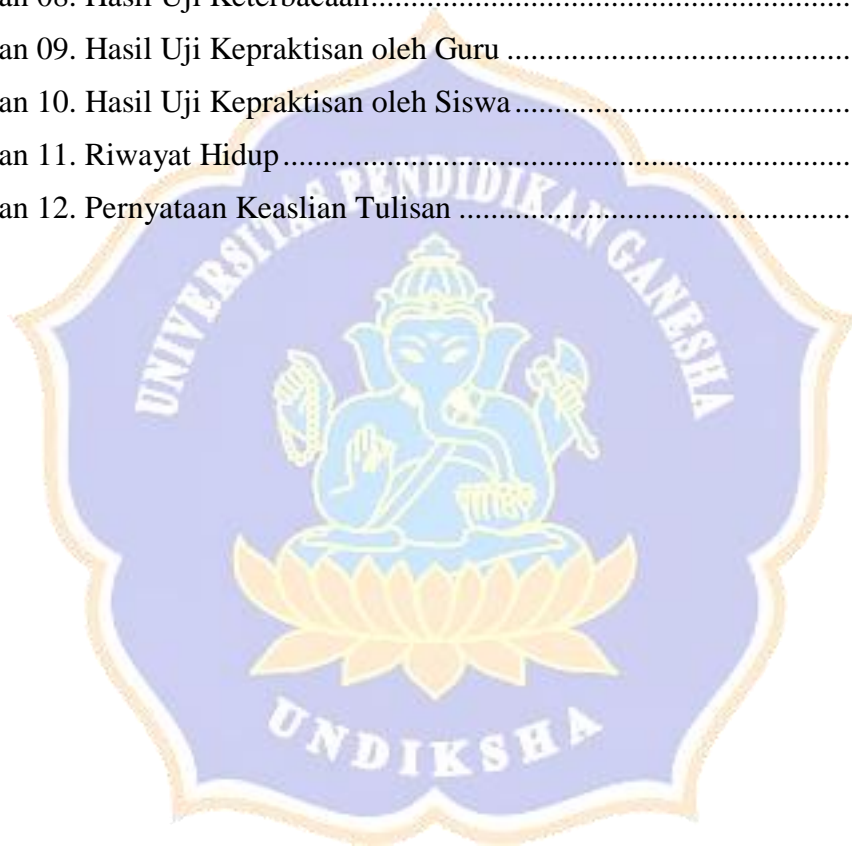 an 08. Hasil Uji Keterbacaan
an 09. Hasil Uji Kepraktisan oleh Guru
an 10. Hasil Uji Kepraktisan oleh Siswa
an 11. Riwayat Hidup
an 12. Pernyataan Keaslian Tulisan
UNIVERSITAS PENDIDIKAN GANESHA
UNDIKSHA